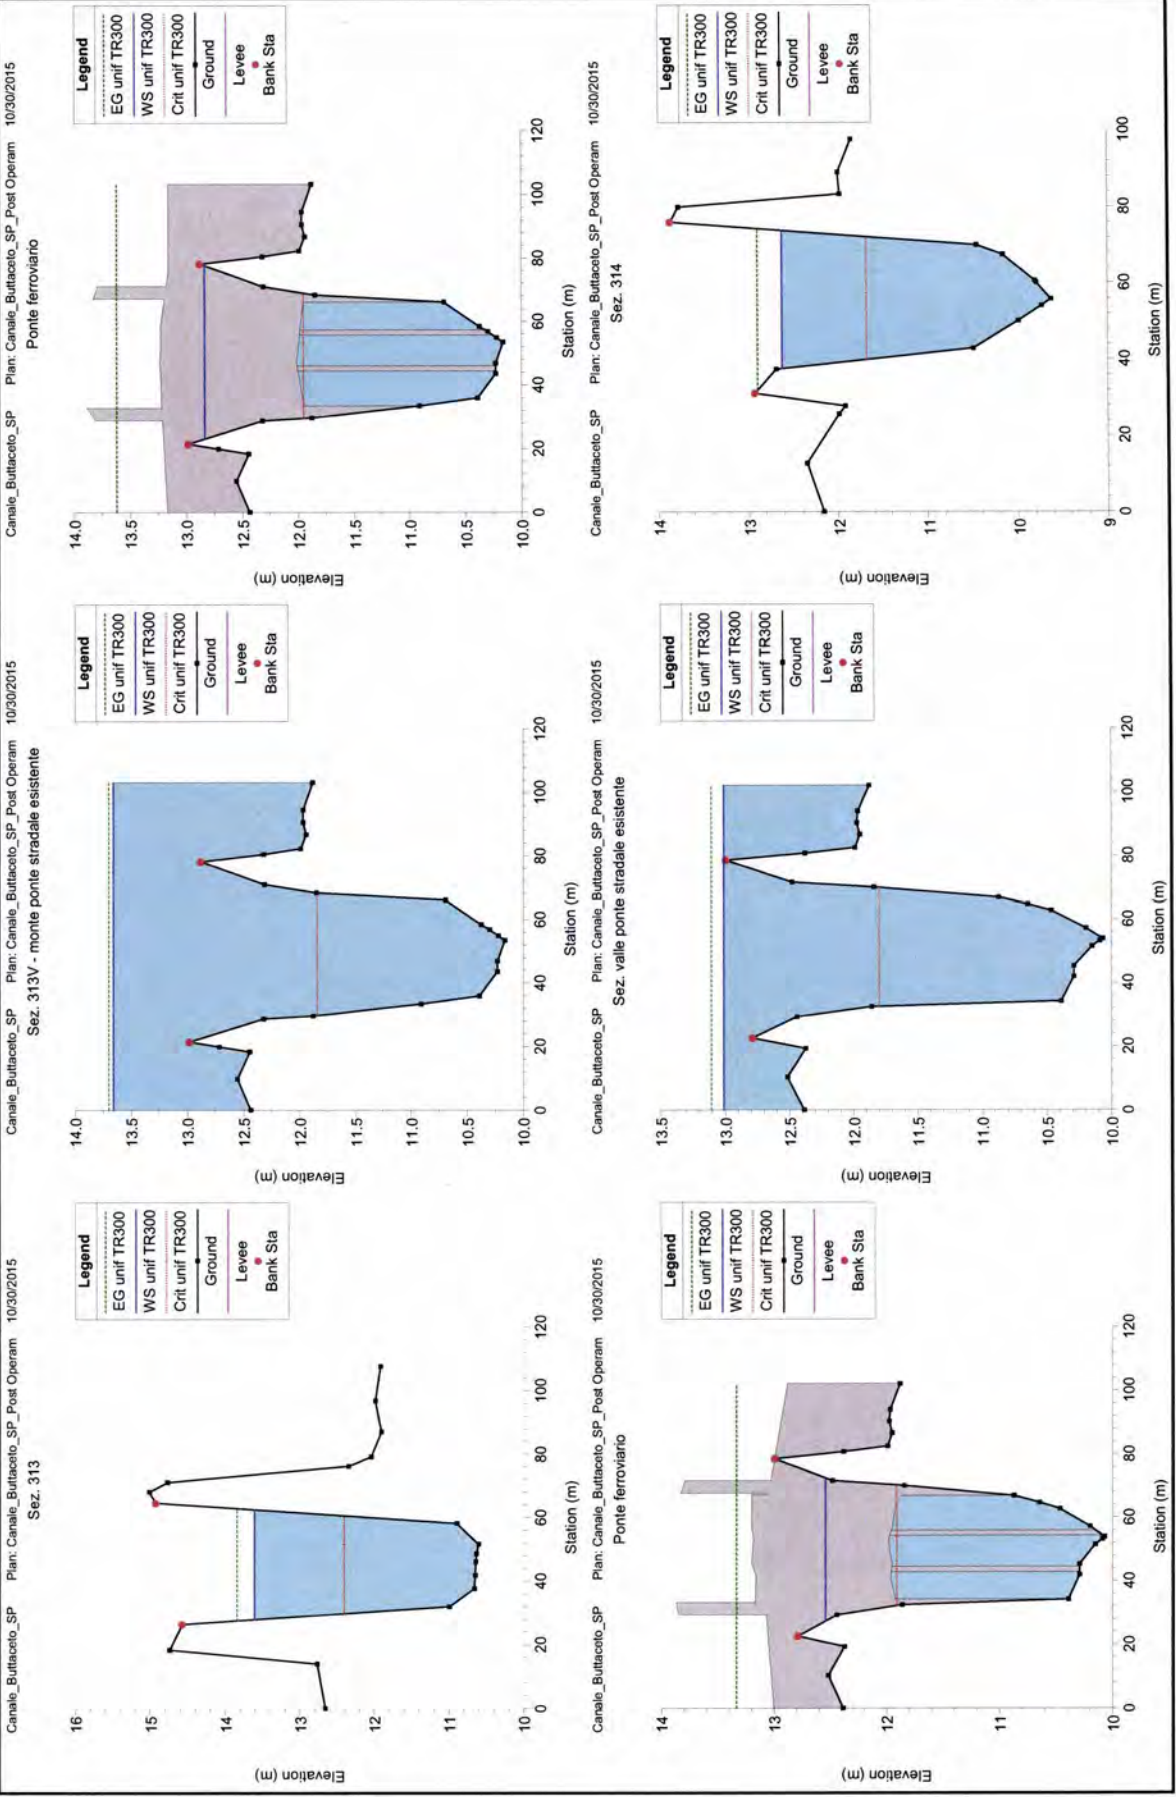 Canale_Buttaceto_SP Plan: Canale_Buttaceto_SP_Post Operam 10/30/2015
Sez. 313
Elevation (m)
16
15
14
13
12
11
10
0 20 40 60 80 100 120
Station (m)
Legend
EG unif TR300
WS unif TR300
Crit unif TR300
Ground
Levee
Bank Sta
Canale_Buttaceto_SP Plan: Canale_Buttaceto_SP_Post Operam 10/30/2015
Sez. 313V - monte ponte stradale esistente
Elevation (m)
14.0
13.5
13.0
12.5
12.0
11.5
11.0
10.5
10.0
0 20 40 60 80 100 120
Station (m)
Legend
EG unif TR300
WS unif TR300
Crit unif TR300
Ground
Levee
Bank Sta
Canale_Buttaceto_SP Plan: Canale_Buttaceto_SP_Post Operam 10/30/2015
Ponte ferroviario
Elevation (m)
14.0
13.5
13.0
12.5
12.0
11.5
11.0
10.5
10.0
0 20 40 60 80 100 120
Station (m)
Legend
EG unif TR300
WS unif TR300
Crit unif TR300
Ground
Levee
Bank Sta
Canale_Buttaceto_SP Plan: Canale_Buttaceto_SP_Post Operam 10/30/2015
Ponte ferroviario
Elevation (m)
14
13
12
11
10
0 20 40 60 80 100 120
Station (m)
Legend
EG unif TR300
WS unif TR300
Crit unif TR300
Ground
Levee
Bank Sta
Canale_Buttaceto_SP Plan: Canale_Buttaceto_SP_Post Operam 10/30/2015
Sez. valle ponte stradale esistente
Elevation (m)
13.5
13.0
12.5
12.0
11.5
11.0
10.5
10.0
0 20 40 60 80 100 120
Station (m)
Legend
EG unif TR300
WS unif TR300
Crit unif TR300
Ground
Levee
Bank Sta
Canale_Buttaceto_SP Plan: Canale_Buttaceto_SP_Post Operam 10/30/2015
Sez. 314
Elevation (m)
14
13
12
11
10
9
0 20 40 60 80 100
Station (m)
Legend
EG unif TR300
WS unif TR300
Crit unif TR300
Ground
Levee
Bank Sta